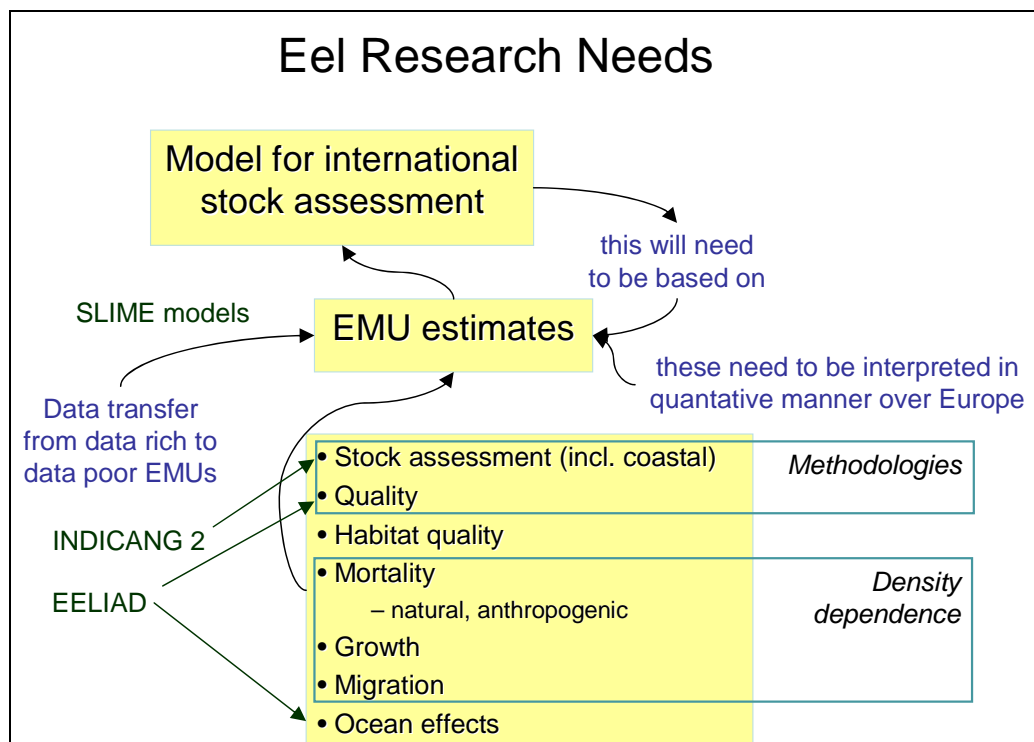 Eel Research Needs
Model for international
stock assessment
this will need
to be based on
SLIME models
EMU estimates
these need to be interpreted in
quantative manner over Europe
Data transfer
from data rich to
data poor EMUs
• Stock assessment (incl. coastal)
Methodologies
• Quality
INDICANG 2
• Habitat quality
EELIAD
• Mortality
– natural, anthropogenic
Density
dependence
• Growth
• Migration
• Ocean effects